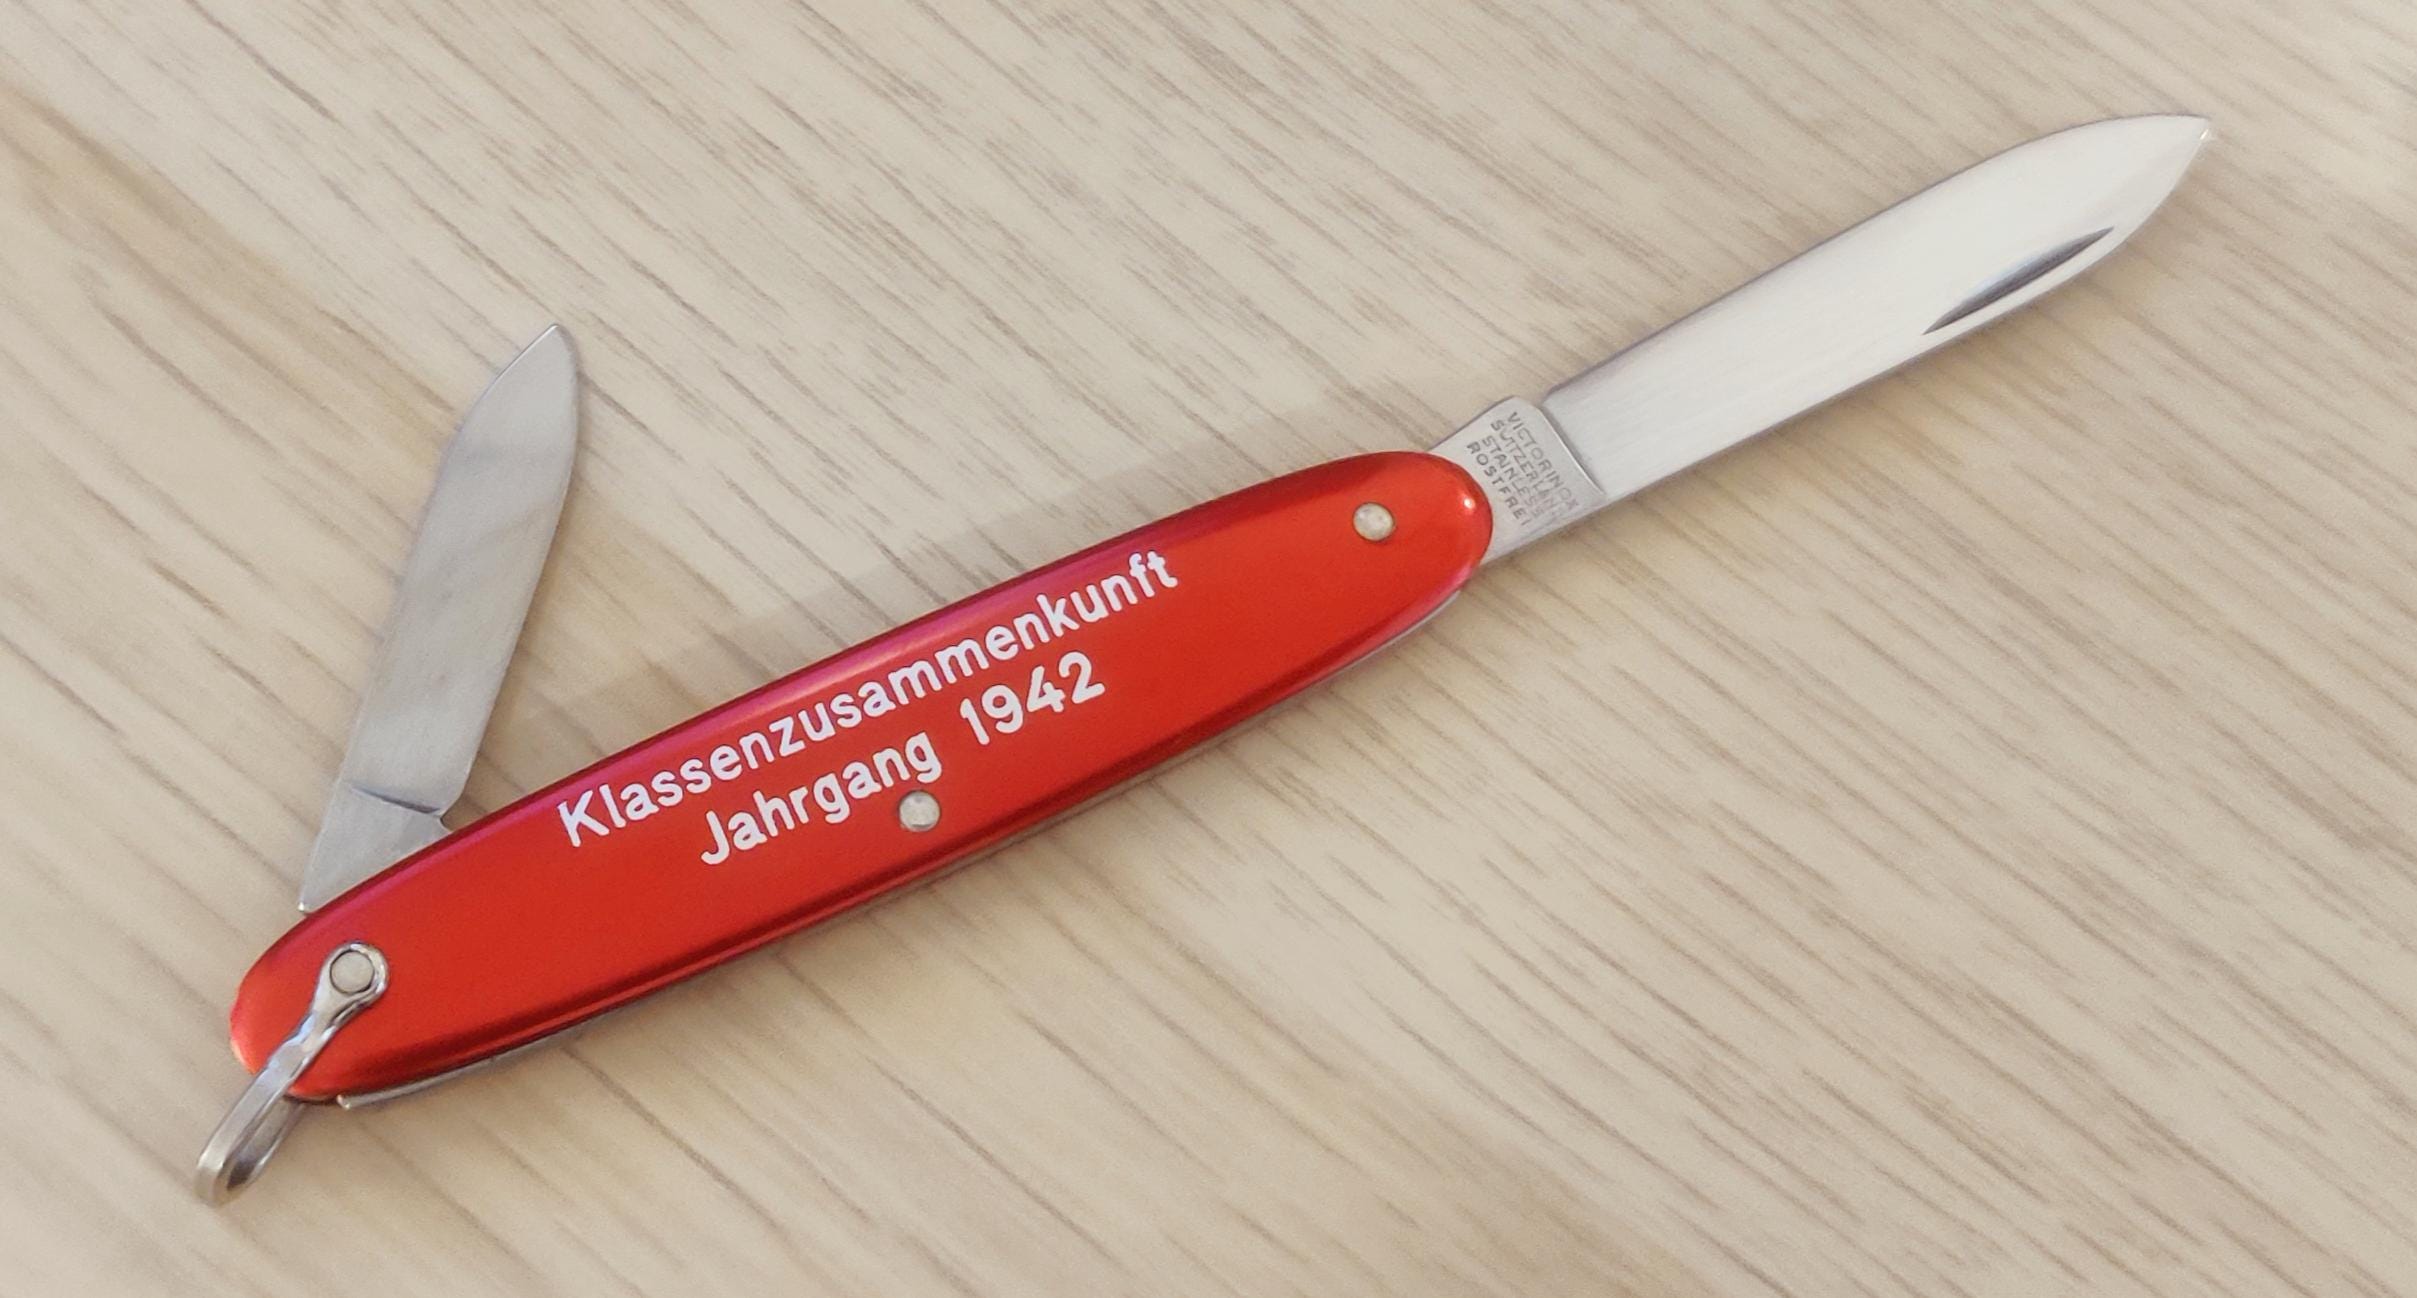 Klassenzusammenkunft
Jahrgang 1942
VICTORINOX
SWITZERLAND
STAINLESS
ROSTFREI